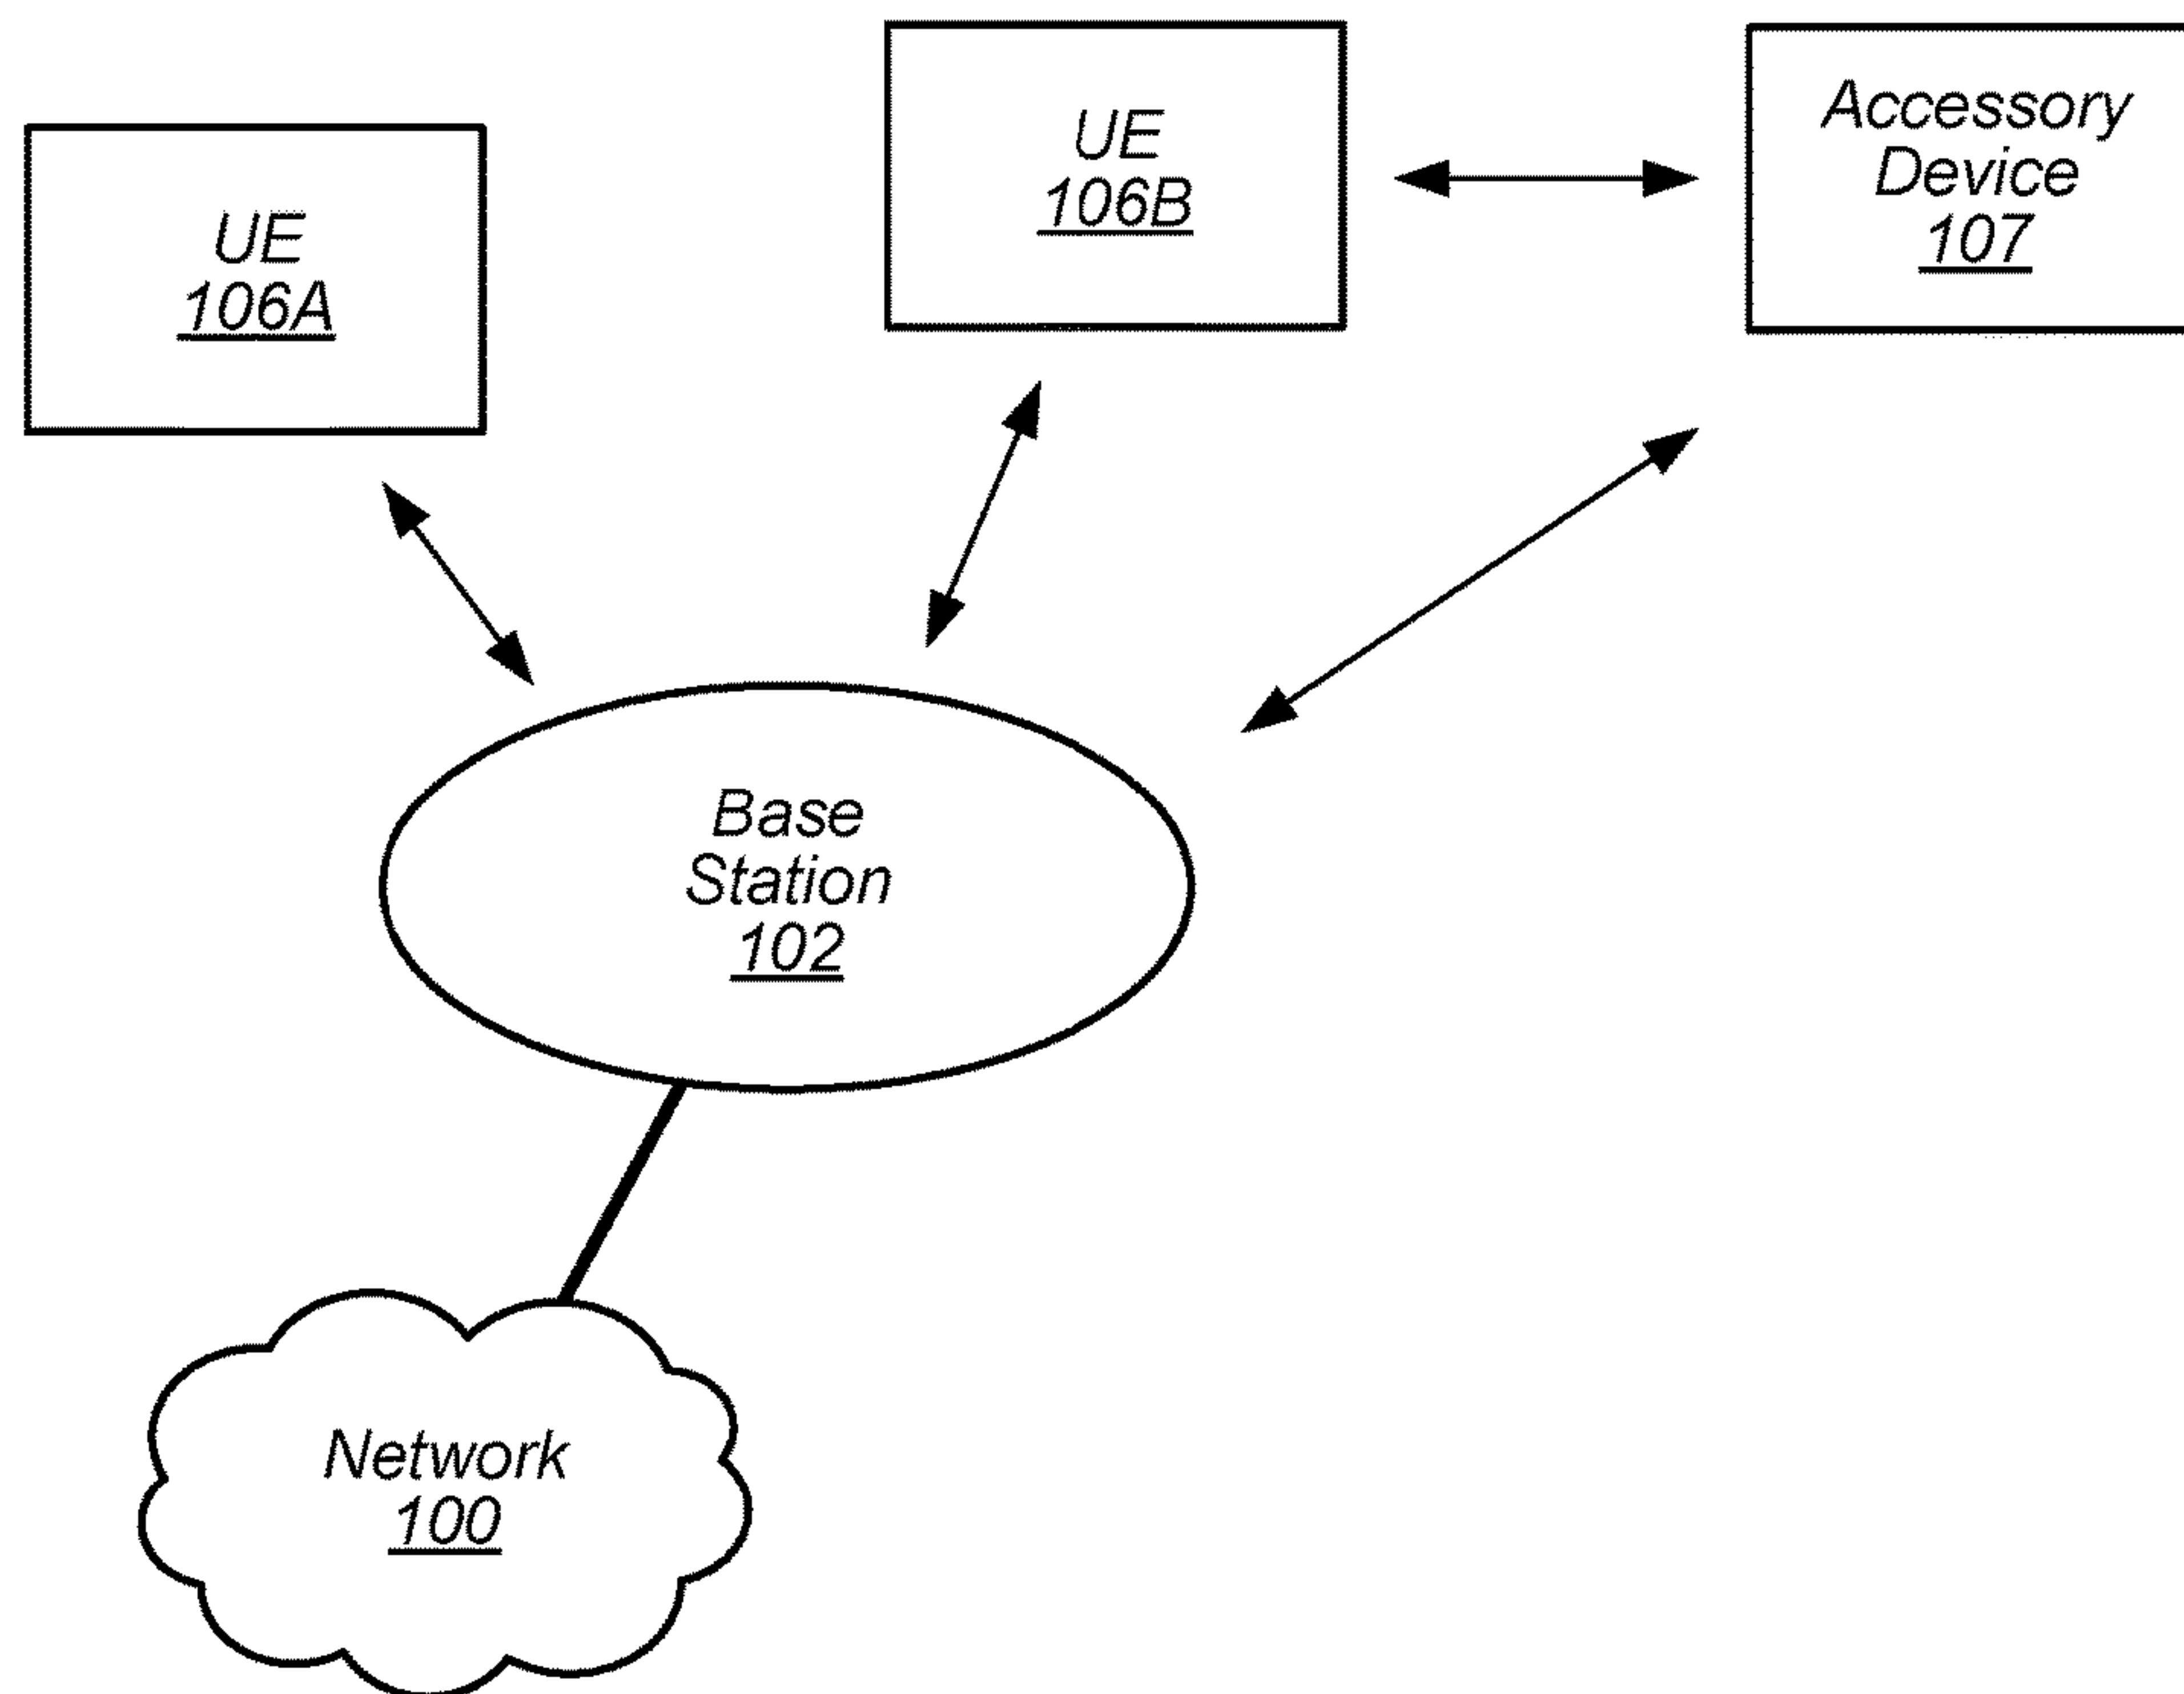 UE
106A
UE
106B
Accessory
Device
107
Base
Station
102
Network
100